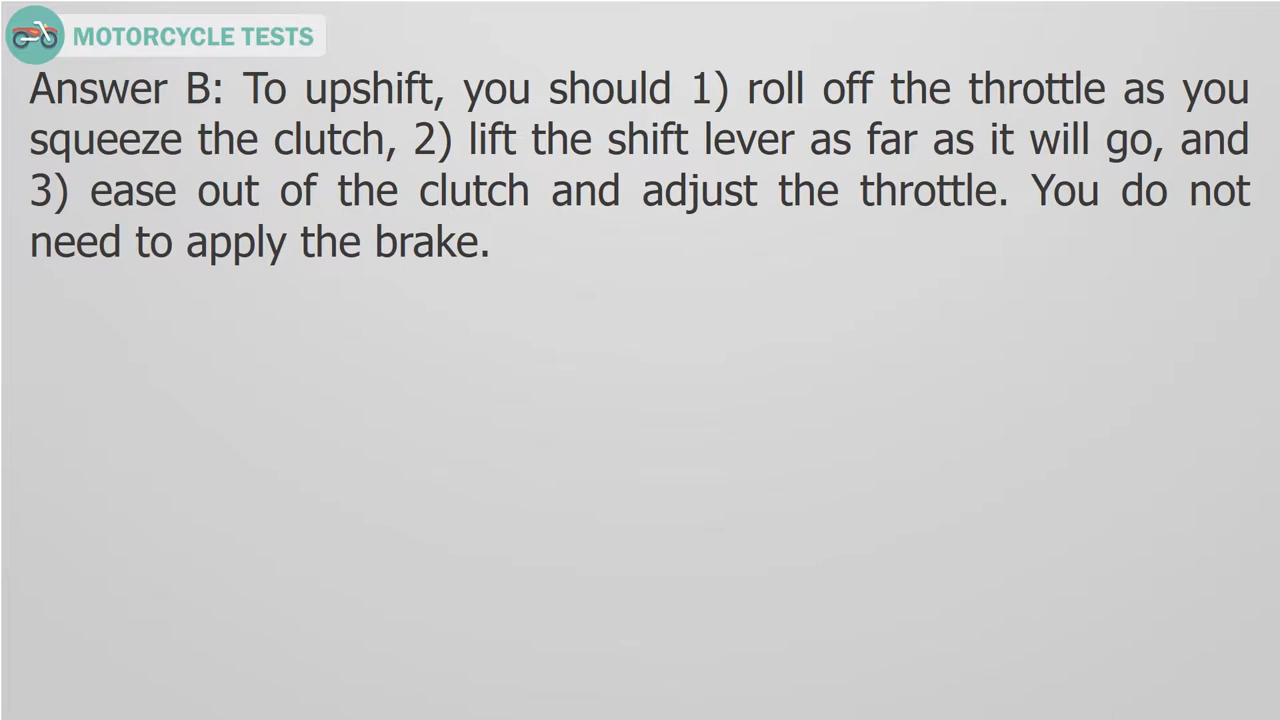 MOTORCYCLE TESTS
Answer B: To upshift, you should 1) roll off the throttle as you
squeeze the clutch, 2) lift the shift lever as far as it will go, and
3) ease out of the clutch and adjust the throttle. You do not
need to apply the brake.